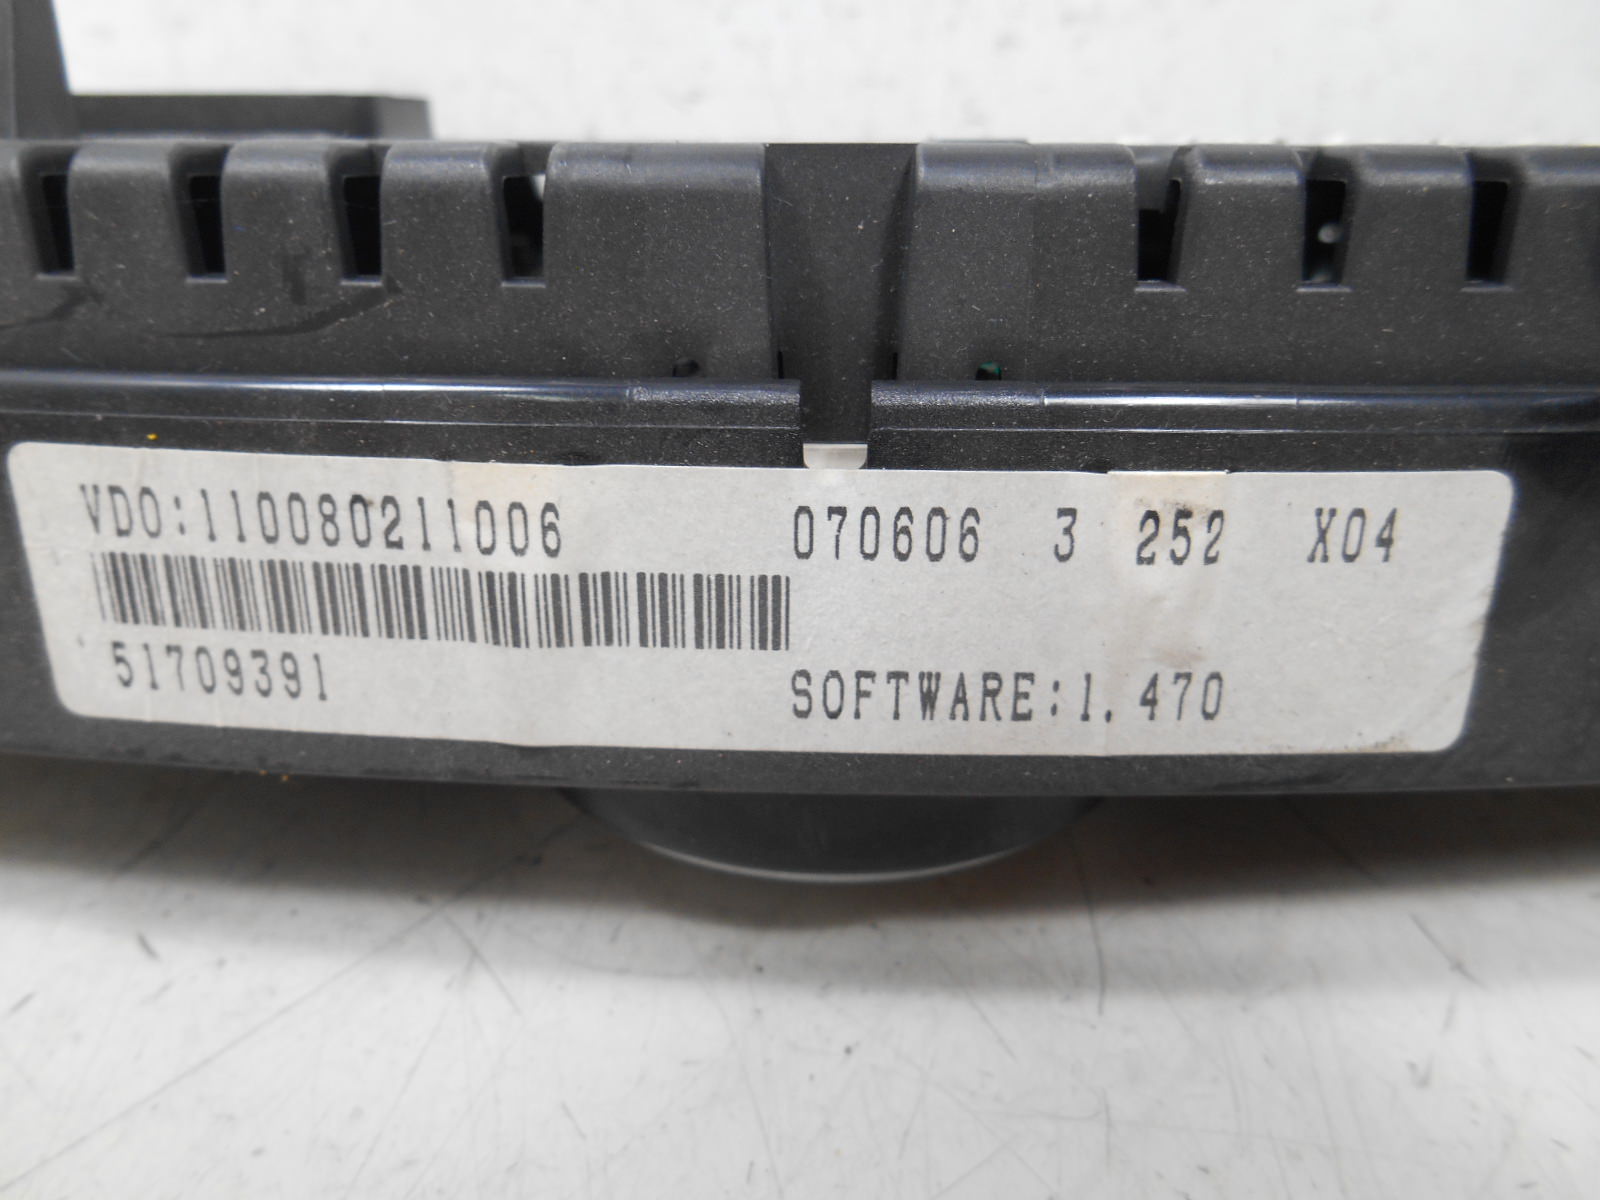 VDO:110080211006 070606 3 252 X04
51709391 SOFTWARE:1.470